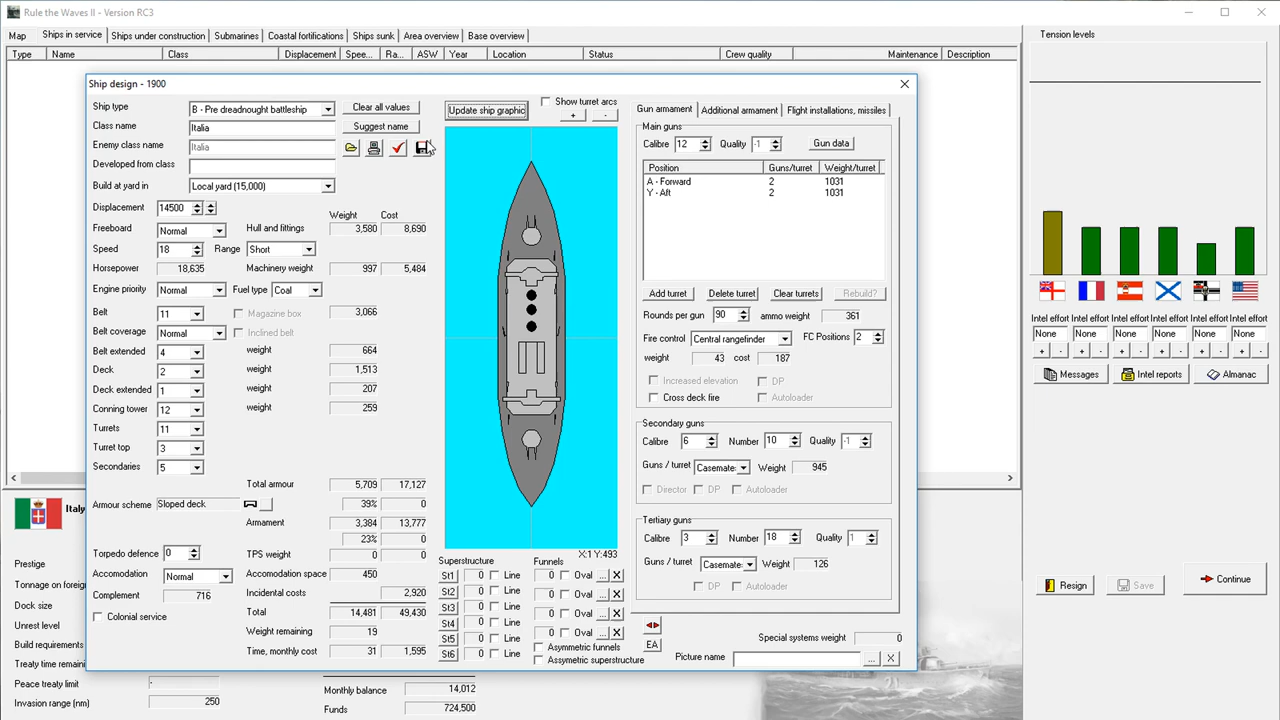 Rule the Waves II - Version RC3
Map Ships in service Ships under construction Submarines Coastal fortifications Ships sunk Area overview Base overview
Type Name Class Displacement Spee... Ra... ASW Year Location Status Crew quality Maintenance Description
Tension levels
Ship design - 1900
Ship type B - Pre dreadnought battleship Clear all values
Class name Italia Suggest name
Enemy class name Italia
Developed from class
Build at yard in Local yard (15,000)
Displacement 14500
Weight Cost
Freeboard Normal Hull and fittings 3,580 8,690
Speed 18 Range Short
Horsepower 18,635 Machinery weight 997 5,484
Engine priority Normal Fuel type Coal
Belt 11 Magazine box 3,066
Belt coverage Normal Inclined belt
Belt extended 4 weight 664
Deck 2 weight 1,513
Deck extended 1 weight 207
Conning tower 12 weight 259
Turrets 11
Turret top 3
Secondaries 5
Total armour 5,709 17,127
Armour scheme Sloped deck 39% 0
Armament 3,384 13,777
23% 0
Torpedo defence 0 TPS weight 0 0
Accomodation Normal Accomodation space 450
Complement 716 Incidental costs 2,920
Colonial service Total 14,481 49,430
Weight remaining 19
Time, monthly cost 31 1,595
Update ship graphic Show turret arcs
+ -
X:1 Y:493
Superstructure Funnels
St1 0 Line 0 Oval ... X
St2 0 Line 0 Oval ... X
St3 0 Line 0 Oval ... X
St4 0 Line 0 Oval ... X
St5 0 Line Asymmetric funnels
St6 0 Line Assymetric superstructure
Gun armament Additional armament Flight installations, missiles
Main guns
Calibre 12 Quality -1 Gun data
Position Guns/turret Weight/turret
A - Forward 2 1031
Y - Aft 2 1031
Add turret Delete turret Clear turrets Rebuild?
Rounds per gun 90 ammo weight 361
Fire control Central rangefinder FC Positions 2
weight 43 cost 187
Increased elevation DP
Cross deck fire Autoloader
Secondary guns
Calibre 6 Number 10 Quality -1
Guns / turret Casemate: Weight 945
Director DP Autoloader
Tertiary guns
Calibre 3 Number 18 Quality 1
Guns / turret Casemate: Weight 126
DP Autoloader
EA
Special systems weight 0
Picture name ... X
Intel effort Intel effort Intel effort Intel effort Intel effort Intel effort
None None None None None None
+ - + - + - + - + - + -
Messages Intel reports Almanac
Resign Save Continue
Italy
Prestige
Tonnage on foreign
Dock size
Unrest level
Build requirements
Treaty time remaini
Peace treaty limit -
Invasion range (nm) 250
Monthly balance 14,012
Funds 724,500